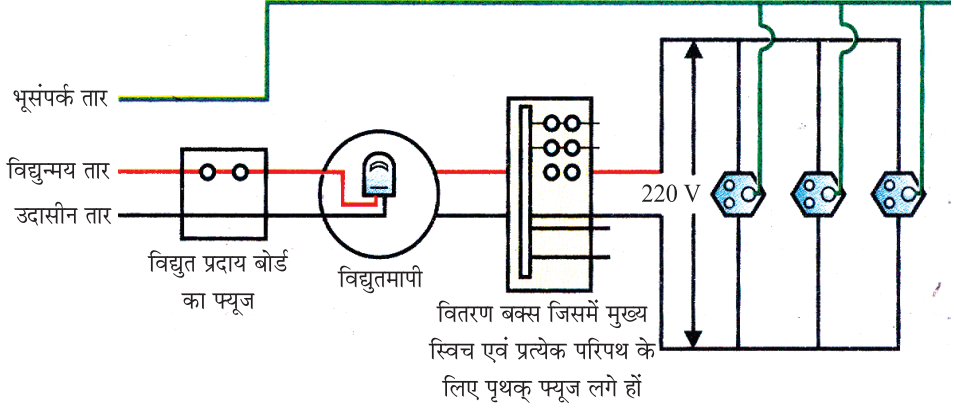 भूसंपर्क तार
विद्युन्मय तार
उदासीन तार
220 V
विद्युत प्रदाय बोर्ड
का फ्यूज
विद्युतमापी
वितरण बक्स जिसमें मुख्य
स्विच एवं प्रत्येक परिपथ के
लिए पृथक् फ्यूज लगे हों